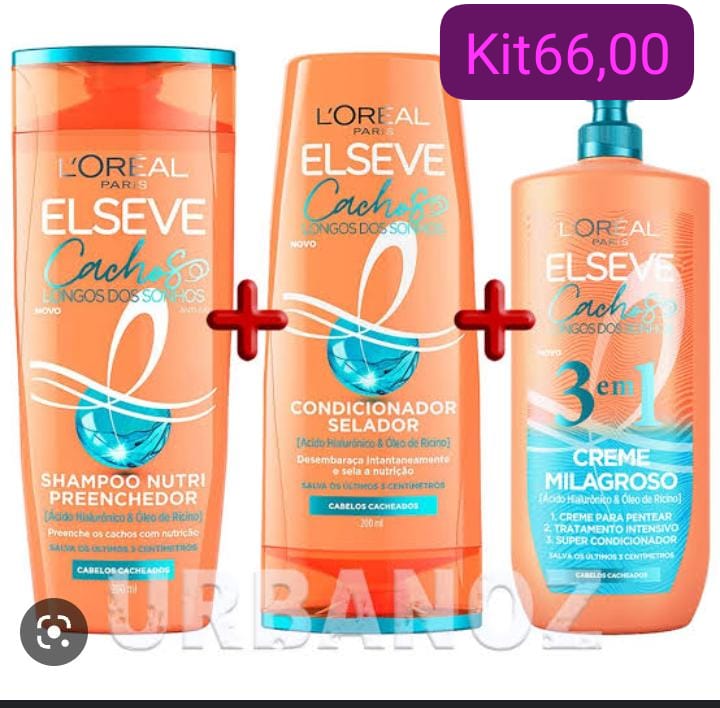 Kit66,00
L'ORÉAL
PARIS
ELSEVE
Cachos
LONGOS DOS SONHOS
NOVO
SHAMPOO NUTRI
PREENCHEDOR
[Ácido Hialurônico & Óleo de Ricino]
Preenche os cachos com nutrição
SALVA OS ÚLTIMOS 3 CENTÍMETROS
CABELOS CACHEADOS
L'ORÉAL
PARIS
ELSEVE
Cachos
LONGOS DOS SONHOS
NOVO
CONDICIONADOR
SELADOR
[Ácido Hialurônico & Óleo de Ricino]
Desembaraça instantaneamente
e sela a nutrição
SALVA OS ÚLTIMOS 3 CENTÍMETROS
CABELOS CACHEADOS
200 ml
L'ORÉAL
PARIS
ELSEVE
Cachos
LONGOS DOS SONHOS
NOVO
3 em 1
CREME
MILAGROSO
[Ácido Hialurônico & Óleo de Ricino]
1. CREME PARA PENTEAR
2. TRATAMENTO INTENSIVO
3. SUPER CONDICIONADOR
SALVA OS ÚLTIMOS 3 CENTÍMETROS
CABELOS CACHEADOS
URBANOZ